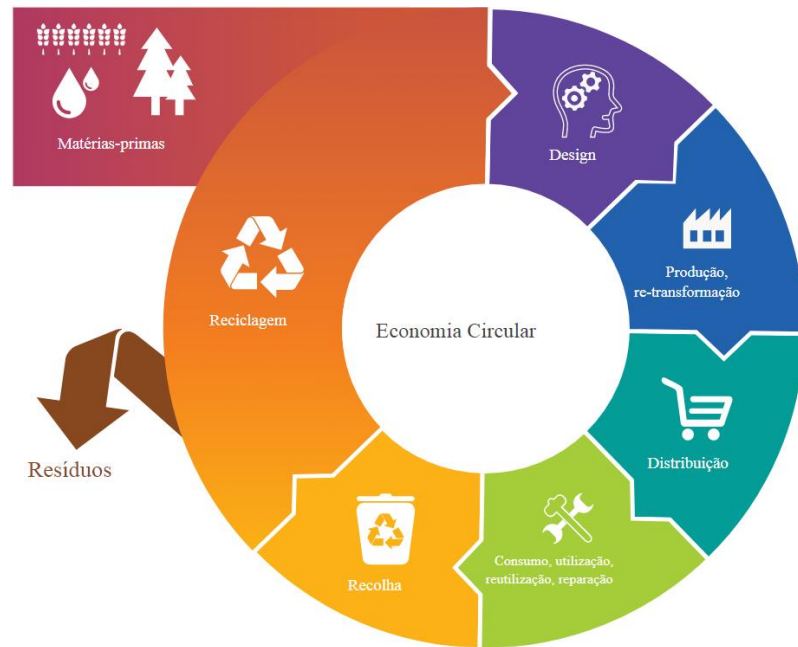 Matérias-primas
Design
Produção,
re-transformação
Reciclagem
Economia Circular
Distribuição
Resíduos
Consumo, utilização,
reutilização, reparação
Recolha